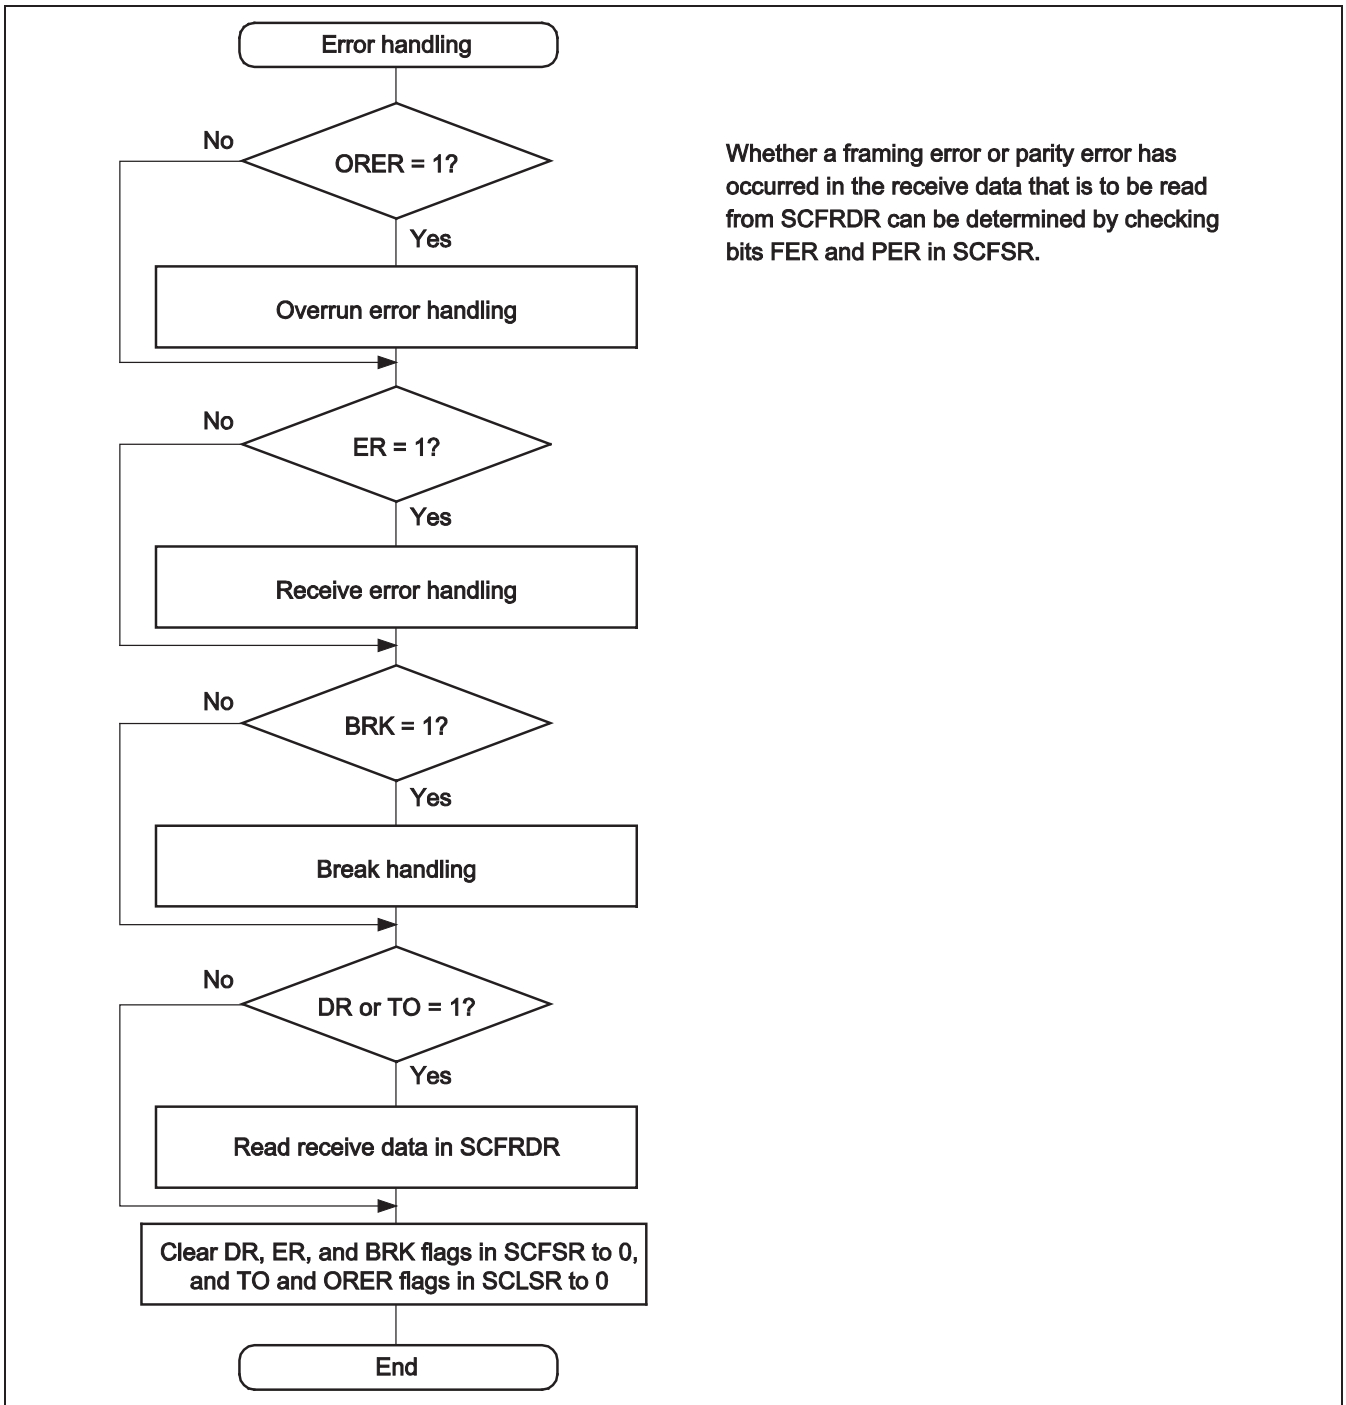 Error handling
No
ORER = 1?
Yes
Whether a framing error or parity error has
occurred in the receive data that is to be read
from SCFRDR can be determined by checking
bits FER and PER in SCFSR.
Overrun error handling
No
ER = 1?
Yes
Receive error handling
No
BRK = 1?
Yes
Break handling
No
DR or TO = 1?
Yes
Read receive data in SCFRDR
Clear DR, ER, and BRK flags in SCFSR to 0,
and TO and ORER flags in SCLSR to 0
End